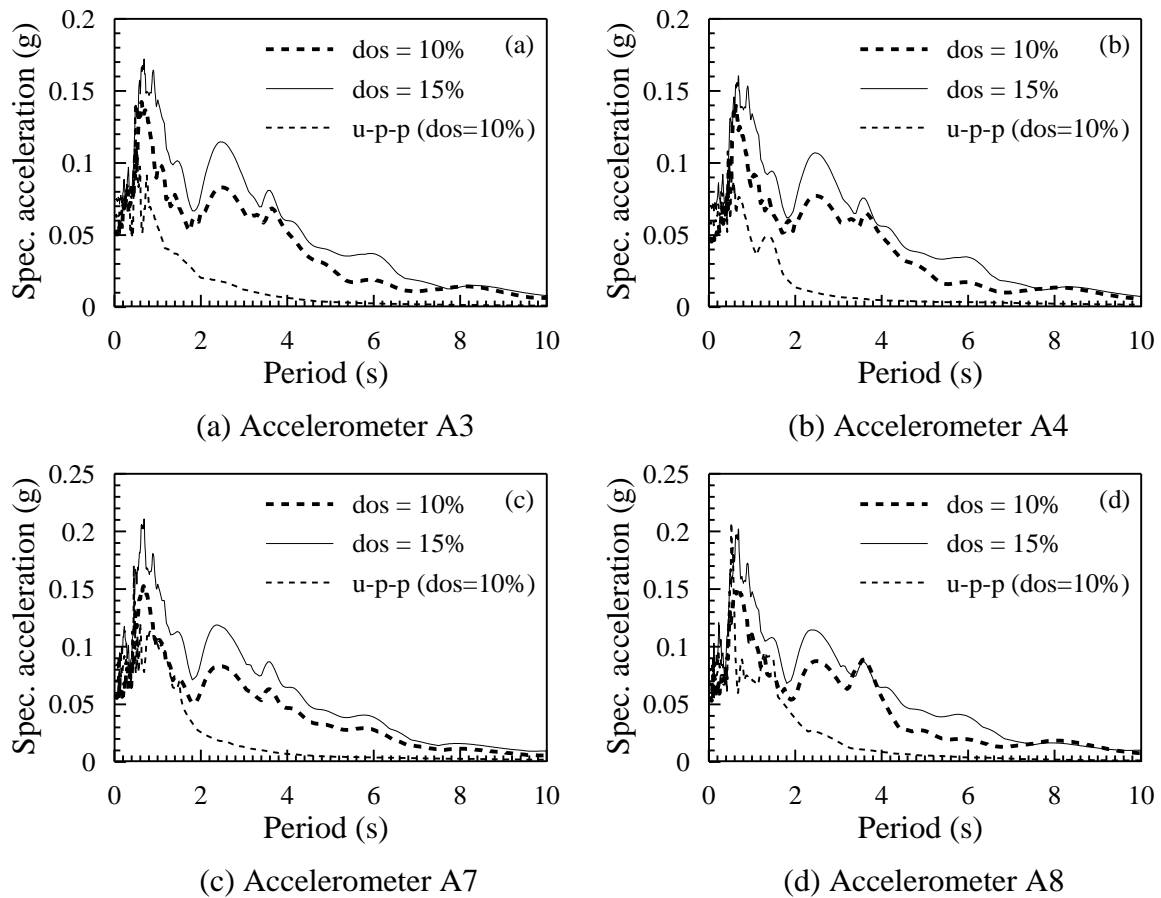 0.2
0.15
0.1
0.05
0
Spec. acceleration (g)
dos = 10%
dos = 15%
u-p-p (dos=10%)
(a)
0 2 4 6 8 10
Period (s)
(a) Accelerometer A3
0.2
0.15
0.1
0.05
0
Spec. acceleration (g)
dos = 10%
dos = 15%
u-p-p (dos=10%)
(b)
0 2 4 6 8 10
Period (s)
(b) Accelerometer A4
0.25
0.2
0.15
0.1
0.05
0
Spec. acceleration (g)
dos = 10%
dos = 15%
u-p-p (dos=10%)
(c)
0 2 4 6 8 10
Period (s)
(c) Accelerometer A7
0.25
0.2
0.15
0.1
0.05
0
Spec. acceleration (g)
dos = 10%
dos = 15%
u-p-p (dos=10%)
(d)
0 2 4 6 8 10
Period (s)
(d) Accelerometer A8